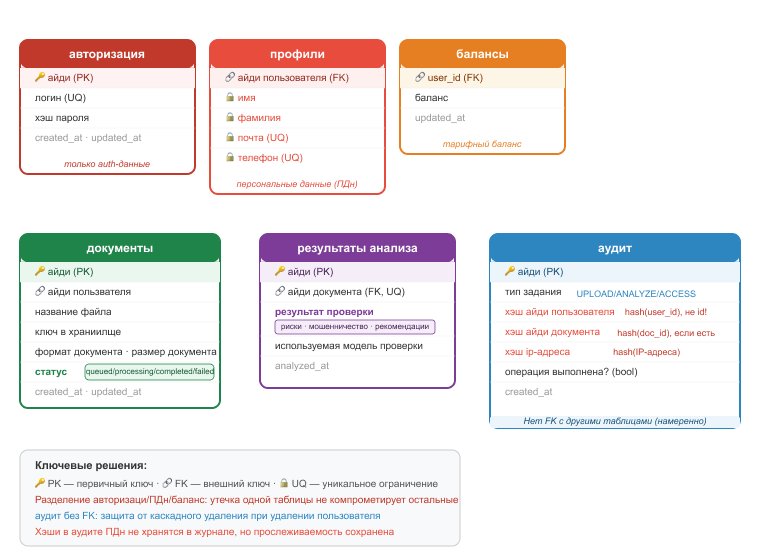 авторизация
🔑 айди (PK)
логин (UQ)
хэш пароля
created_at · updated_at
только auth-данные
профили
🔗 айди пользователя (FK)
🔒 имя
🔒 фамилия
🔒 почта (UQ)
🔒 телефон (UQ)
персональные данные (ПДн)
балансы
🔗 user_id (FK)
баланс
updated_at
тарифный баланс
документы
🔑 айди (PK)
🔗 айди пользвателя
название файла
ключ в храниилще
формат документа · размер документа
статус queued/processing/completed/failed
created_at · updated_at
результаты анализа
🔑 айди (PK)
🔗 айди документа (FK, UQ)
результат проверки
риски · мошенничество · рекомендации
используемая модель проверки
analyzed_at
аудит
🔑 айди (PK)
тип задания UPLOAD/ANALYZE/ACCESS
хэш айди пользователя hash(user_id), не id!
хэш айди документа hash(doc_id), если есть
хэш ip-адреса hash(IP-адреса)
операция выполнена? (bool)
created_at
Нет FK с другими таблицами (намеренно)
Ключевые решения:
🔑 PK — первичный ключ · 🔗 FK — внешний ключ · 🔒 UQ — уникальное ограничение
Разделение авторизаци/ПДн/баланс: утечка одной таблицы не компрометирует остальные
аудит без FK: защита от каскадного удаления при удалении пользователя
Хэши в аудите ПДн не хранятся в журнале, но прослеживаемость сохранена